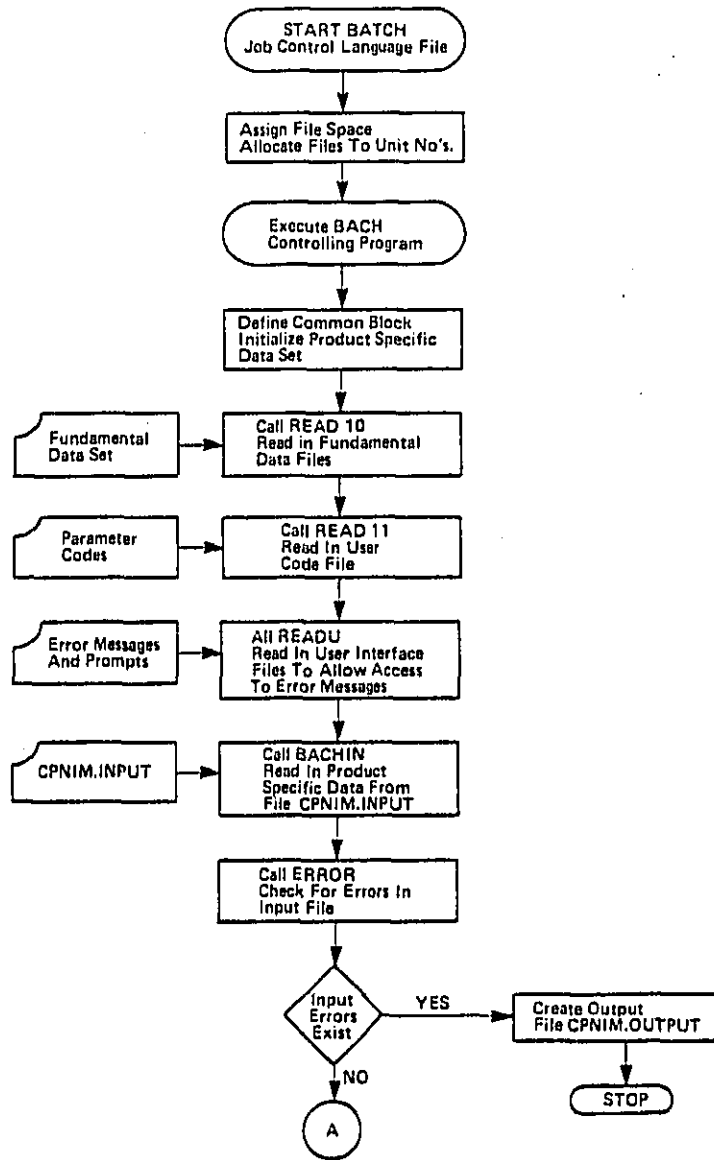 START BATCH
Job Control Language File
Assign File Space
Allocate Files To Unit No's.
Execute BACH
Controlling Program
Define Common Block
Initialize Product Specific
Data Set
Fundamental
Data Set
Call READ 10
Read in Fundamental
Data Files
Parameter
Codes
Call READ 11
Read In User
Code File
Error Messages
And Prompts
All READU
Read In User Interface
Files To Allow Access
To Error Messages
CPNIM.INPUT
Call BACHIN
Read In Product
Specific Data From
File CPNIM.INPUT
Call ERROR
Check For Errors In
Input File
Input
Errors
Exist
YES
Create Output
File CPNIM.OUTPUT
NO
STOP
A